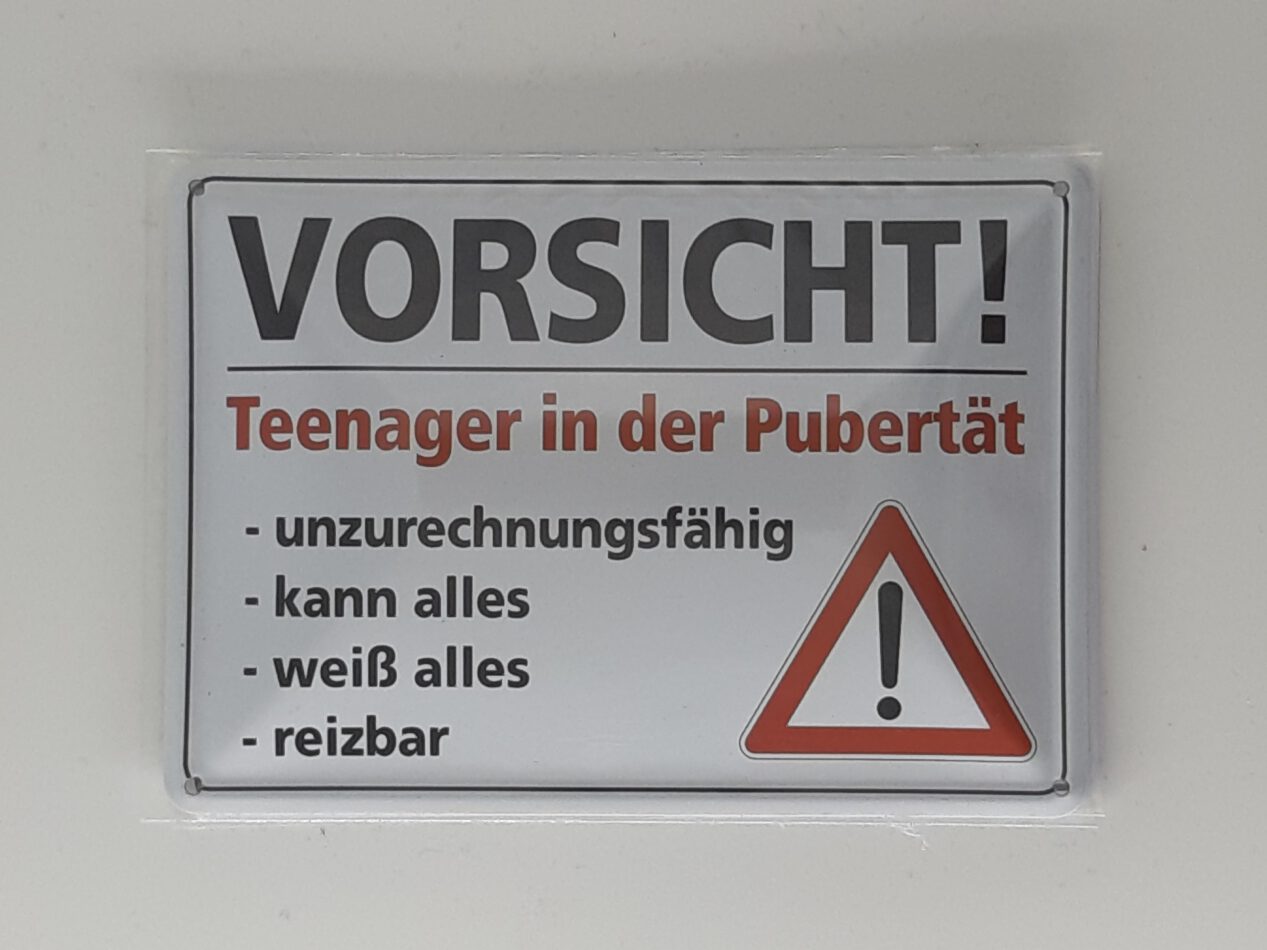 VORSICHT!
Teenager in der Pubertät
- unzurechnungsfähig
- kann alles
- weiß alles
- reizbar